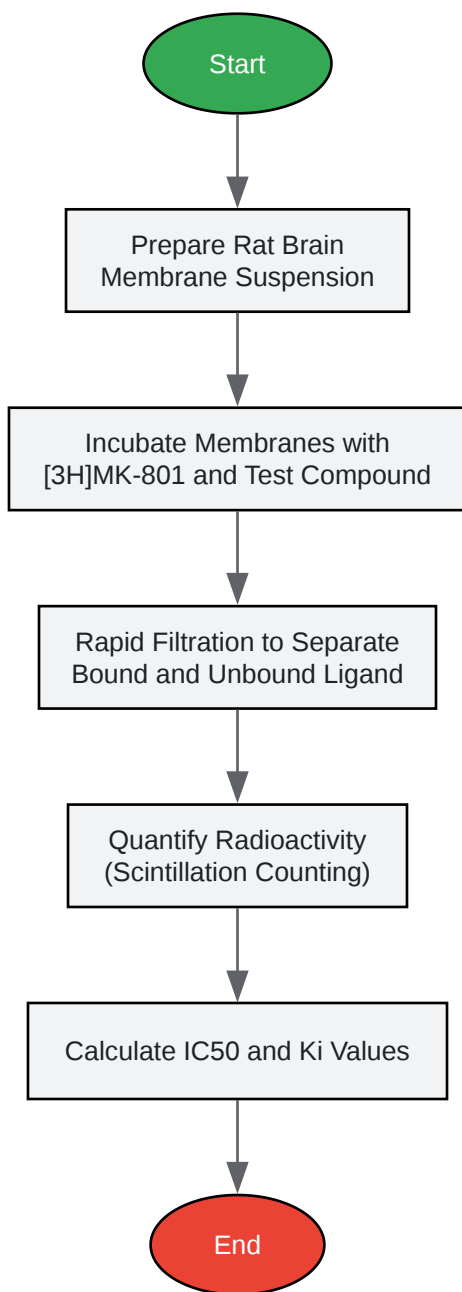 Start
Prepare Rat Brain
Membrane Suspension
Incubate Membranes with
[3H]MK-801 and Test Compound
Rapid Filtration to Separate
Bound and Unbound Ligand
Quantify Radioactivity
(Scintillation Counting)
Calculate IC50 and Ki Values
End